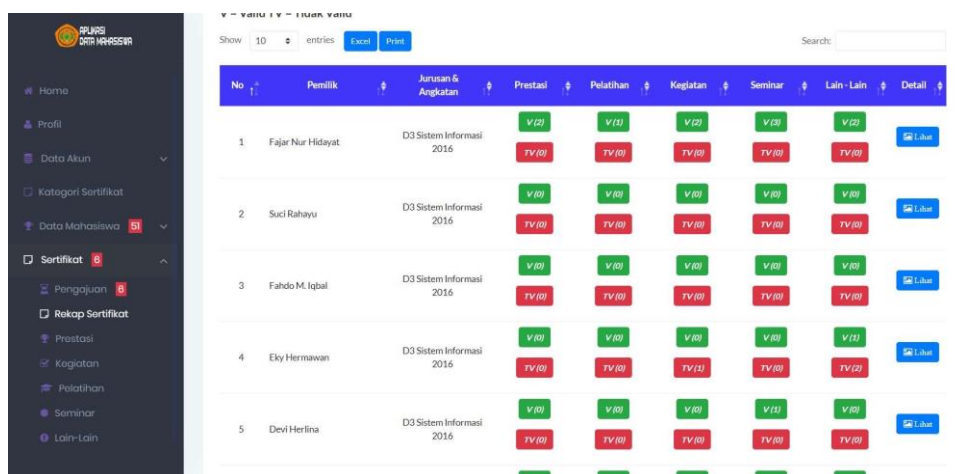 APLIKASI
DATA MAHASISWA
Home
Profil
Data Akun
Kategori Sertifikat
Data Mahasiswa 51
Sertifikat 6
Pengajuan 6
Rekap Sertifikat
Prestasi
Kegiatan
Pelatihan
Seminar
Lain-Lain
V = Valid TV = Tidak Valid
Show 10 entries Excel Print Search:
No Pemilik Jurusan & Angkatan Prestasi Pelatihan Kegiatan Seminar Lain - Lain Detail
1 Fajar Nur Hidayat D3 Sistem Informasi 2016 V (2) V (1) V (2) V (3) V (2) Lihat
TV (0) TV (0) TV (0) TV (0) TV (0)
2 Suci Rahayu D3 Sistem Informasi 2016 V (0) V (0) V (0) V (0) V (0) Lihat
TV (0) TV (0) TV (0) TV (0) TV (0)
3 Fahdo M. Iqbal D3 Sistem Informasi 2016 V (0) V (0) V (0) V (0) V (0) Lihat
TV (0) TV (0) TV (0) TV (0) TV (0)
4 Eky Hermawan D3 Sistem Informasi 2016 V (0) V (0) V (0) V (0) V (1) Lihat
TV (0) TV (0) TV (1) TV (0) TV (2)
5 Devi Herlina D3 Sistem Informasi 2016 V (0) V (0) V (0) V (1) V (0) Lihat
TV (0) TV (0) TV (0) TV (0) TV (0)